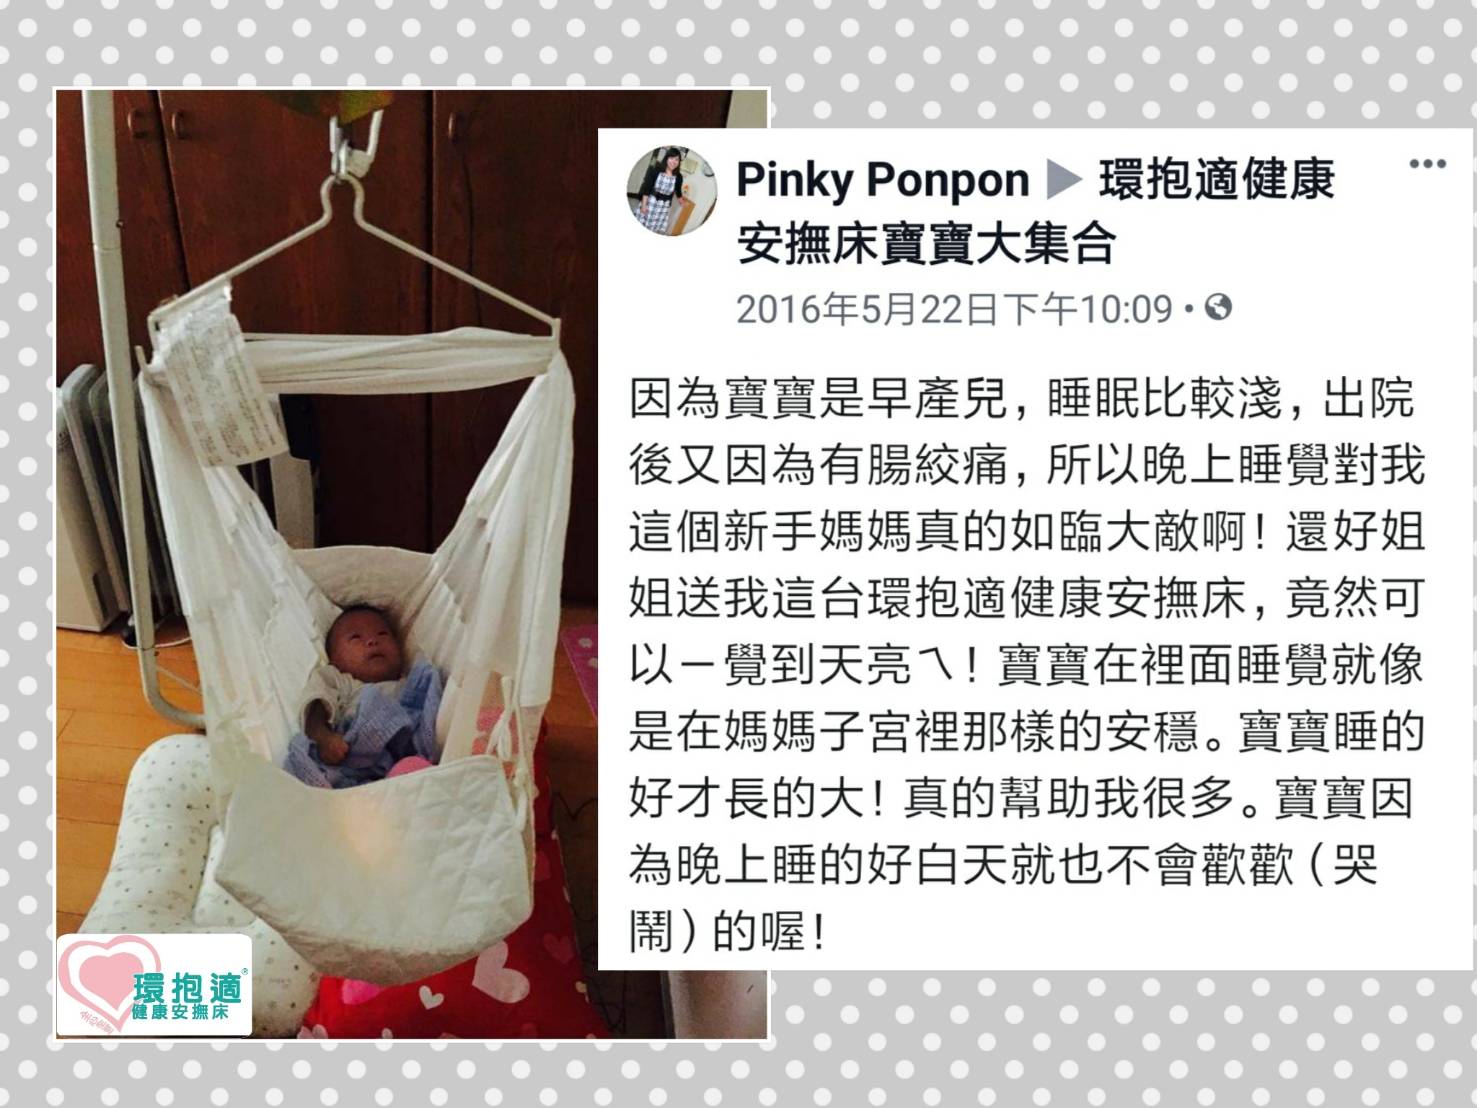 Pinky Ponpon ▶ 環抱適健康
安撫床寶寶大集合
2016年5月22日下午10:09 •
因為寶寶是早產兒, 睡眠比較淺, 出院
後又因為有腸絞痛, 所以晚上睡覺對我
這個新手媽媽真的如臨大敵啊! 還好姐
姐送我這台環抱適健康安撫床, 竟然可
以ㄧ覺到天亮ㄟ! 寶寶在裡面睡覺就像
是在媽媽子宮裡那樣的安穩。寶寶睡的
好才長的大! 真的幫助我很多。寶寶因
為晚上睡的好白天就也不會歡歡 (哭
鬧) 的喔!
環抱適®
健康安撫床